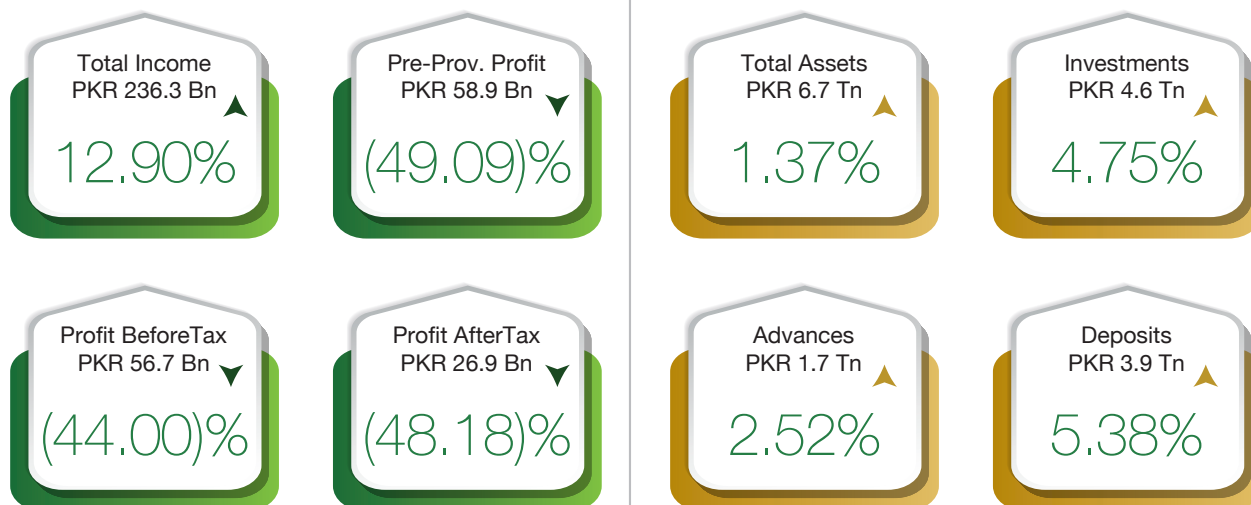 Total Income
PKR 236.3 Bn
12.90%
Pre-Prov. Profit
PKR 58.9 Bn
(49.09)%
Total Assets
PKR 6.7 Tn
1.37%
Investments
PKR 4.6 Tn
4.75%
Profit BeforeTax
PKR 56.7 Bn
(44.00)%
Profit AfterTax
PKR 26.9 Bn
(48.18)%
Advances
PKR 1.7 Tn
2.52%
Deposits
PKR 3.9 Tn
5.38%